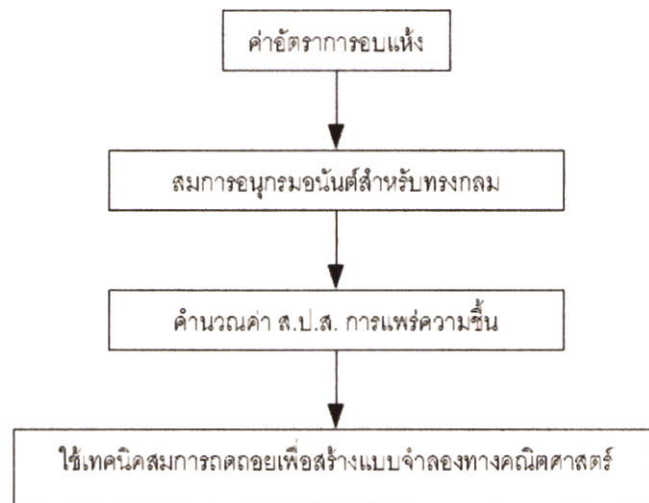 ค่าอัตราการอบแห้ง
สมการอนุกรมอนันต์สำหรับทรงกลม
คำนวณค่า ส.ป.ส. การแพร่ความชื้น
ใช้เทคนิคสมการถดถอยเพื่อสร้างแบบจำลองทางคณิตศาสตร์